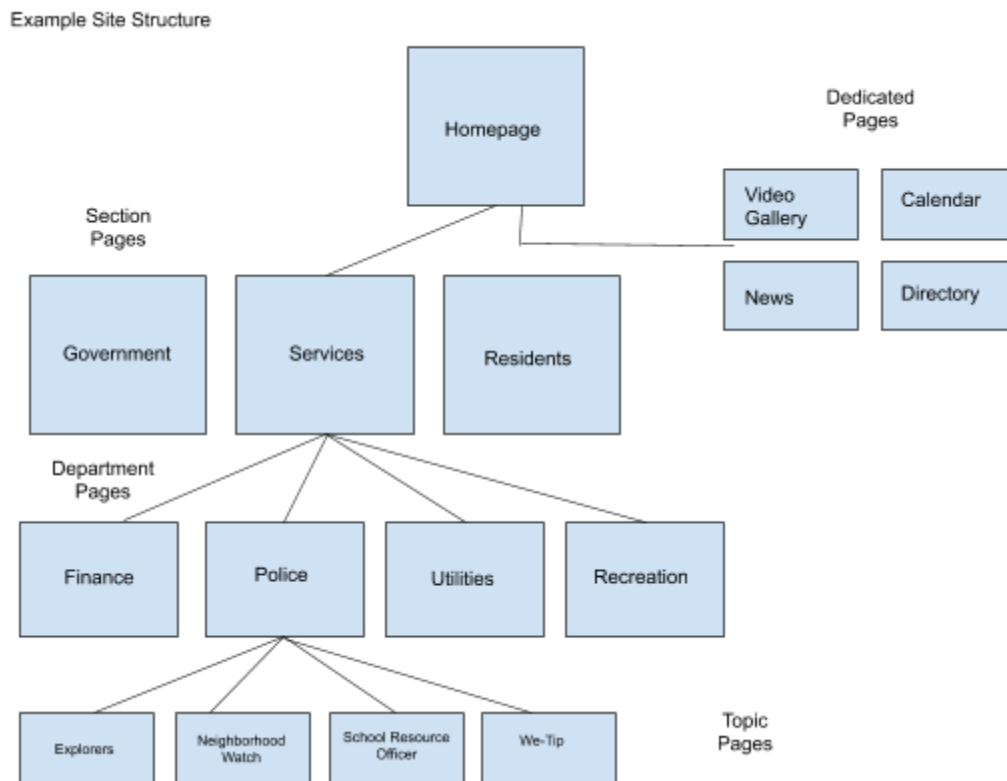 Example Site Structure
Homepage
Dedicated
Pages
Video
Gallery
Calendar
News
Directory
Section
Pages
Government
Services
Residents
Department
Pages
Finance
Police
Utilities
Recreation
Explorers
Neighborhood
Watch
School Resource
Officer
We-Tip
Topic
Pages